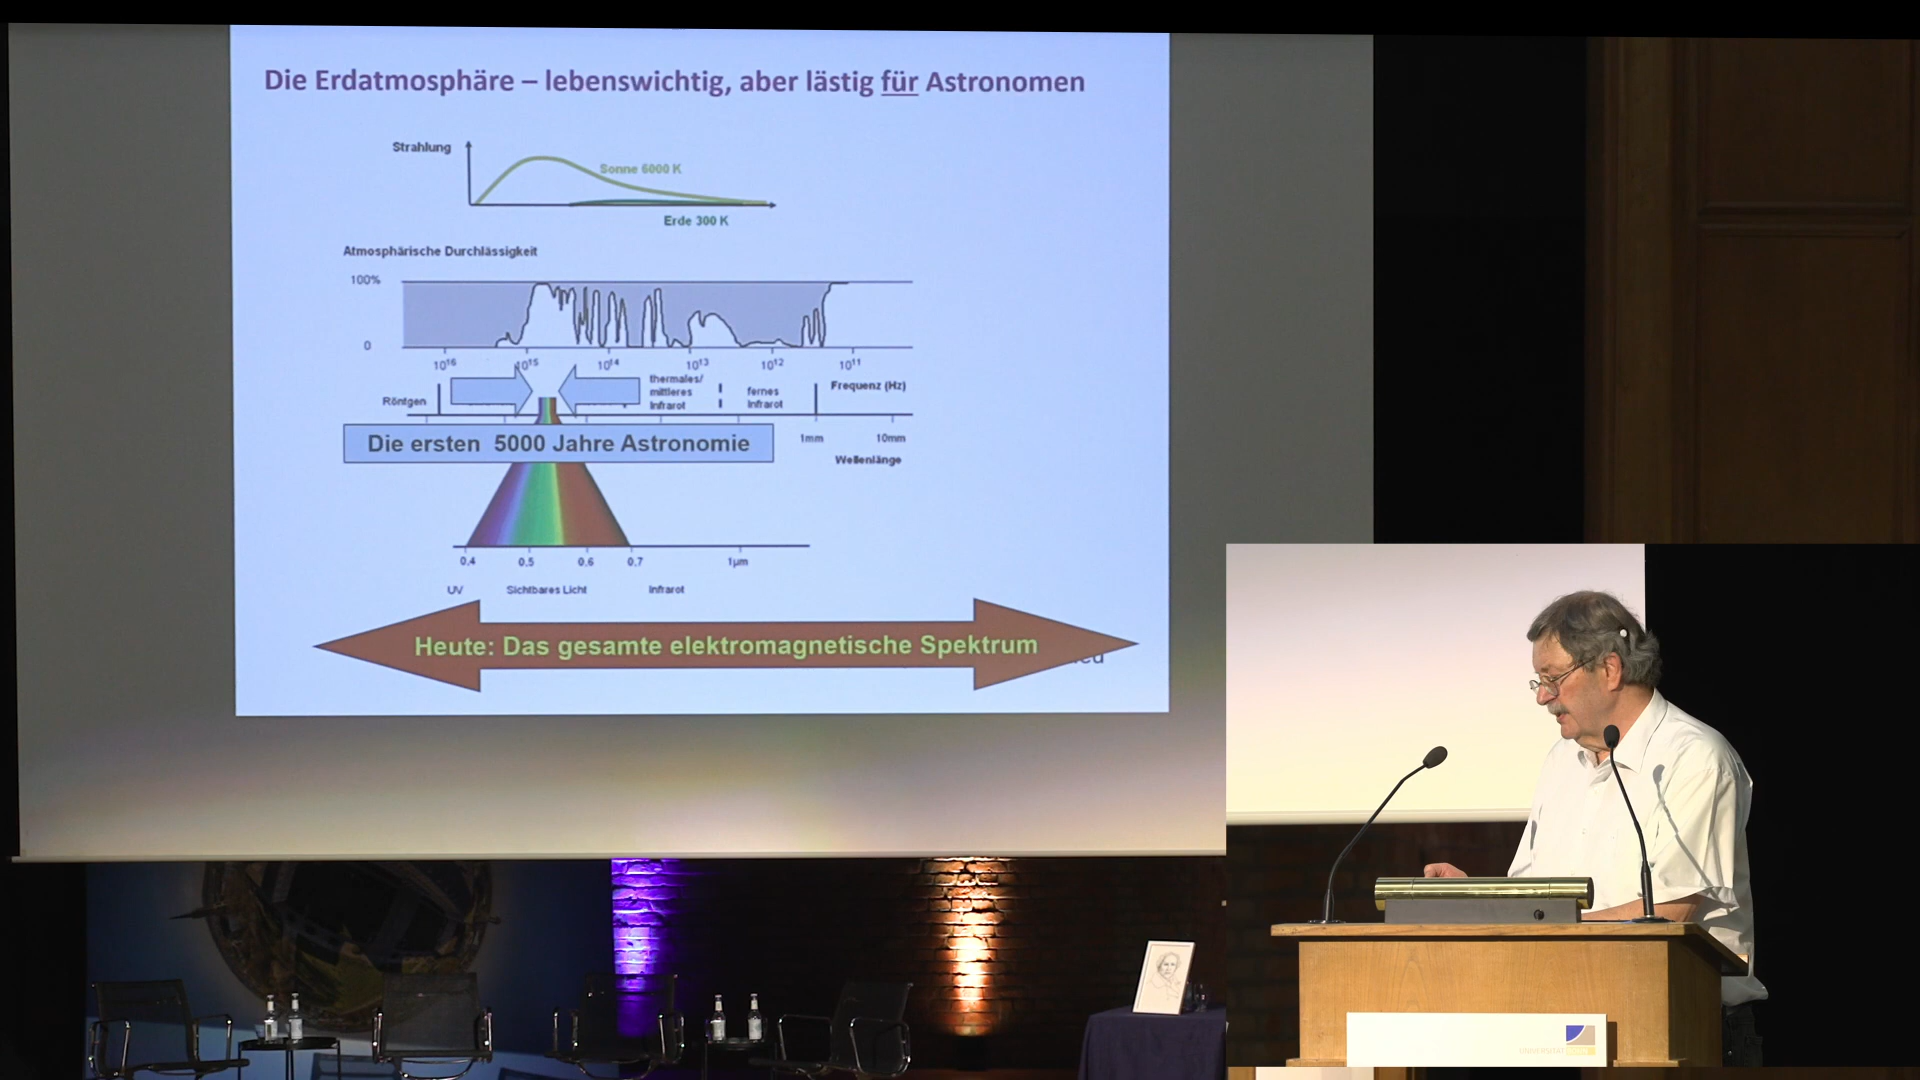 Die Erdatmosphäre – lebenswichtig, aber lästig für Astronomen
Strahlung
Sonne 6000 K
Erde 300 K
Atmosphärische Durchlässigkeit
100%
0
10¹⁶ 10¹⁵ 10¹⁴ 10¹³ 10¹² 10¹¹
Frequenz (Hz)
Röntgen
thermales/
mittleres
Infrarot
fernes
Infrarot
1mm 10mm
Wellenlänge
Die ersten 5000 Jahre Astronomie
0.4 0.5 0.6 0.7 1µm
UV Sichtbares Licht Infrarot
Heute: Das gesamte elektromagnetische Spektrum
UNIVERSITÄT BONN